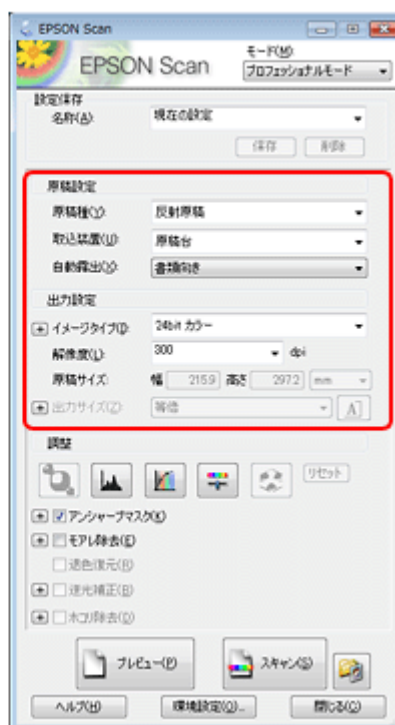 EPSON Scan
EPSON Scan
モード(M)
プロフェッショナルモード
設定保存
名称(A): 現在の設定
保存 削除
原稿設定
原稿種(Y): 反射原稿
取込装置(U): 原稿台
自動露出(X): 書類向き
出力設定
イメージタイプ(I): 24bit カラー
解像度(L): 300 dpi
原稿サイズ: 幅 215.9 高さ 297.2 mm
出力サイズ(Z): 等倍
調整
リセット
アンシャープマスク(K)
モアレ除去(E)
退色復元(R)
逆光補正(B)
ホコリ除去(D)
プレビュー(P) スキャン(S)
ヘルプ(H) 環境設定(O)... 閉じる(C)